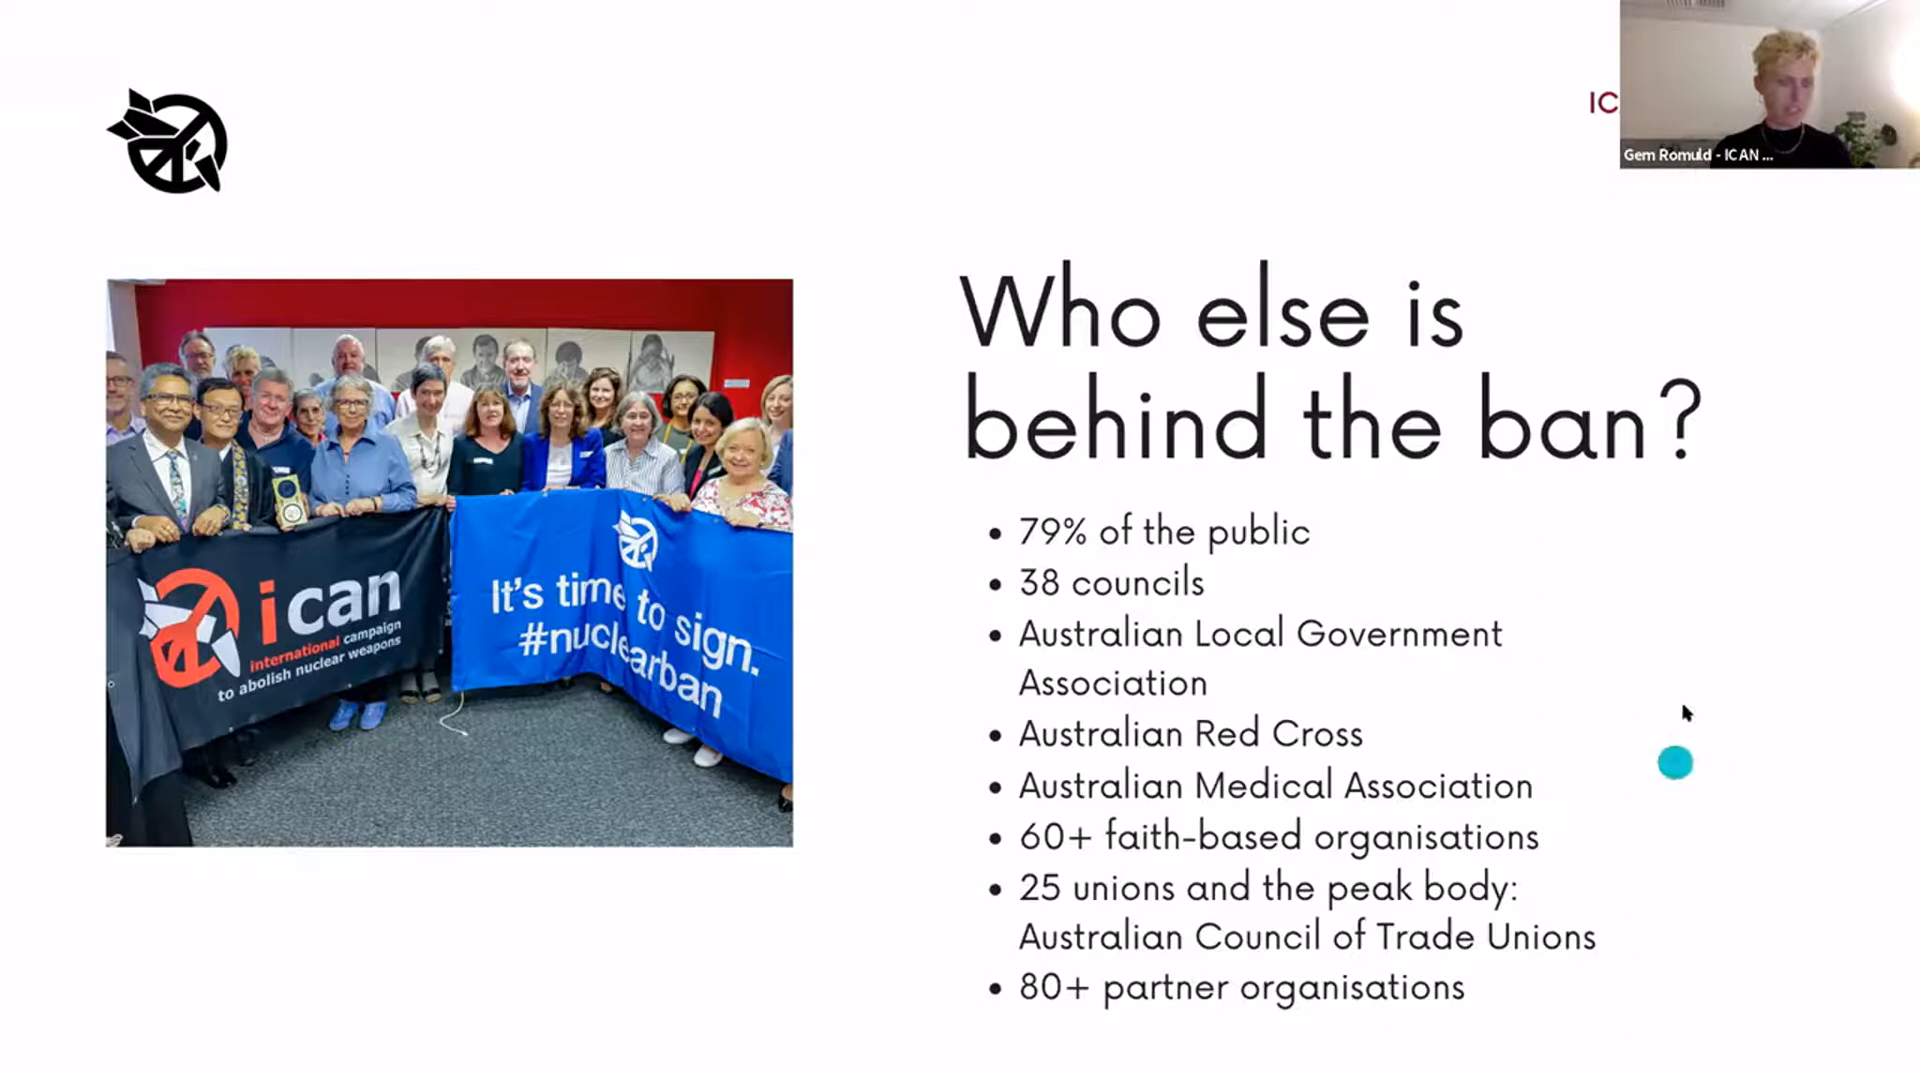 IC
Gem Romuld - ICAN ...
Who else is
behind the ban?
• 79% of the public
• 38 councils
• Australian Local Government
Association
• Australian Red Cross
• Australian Medical Association
• 60+ faith-based organisations
• 25 unions and the peak body:
Australian Council of Trade Unions
• 80+ partner organisations
ican
international campaign
to abolish nuclear weapons
It's time to sign.
#nuclearban